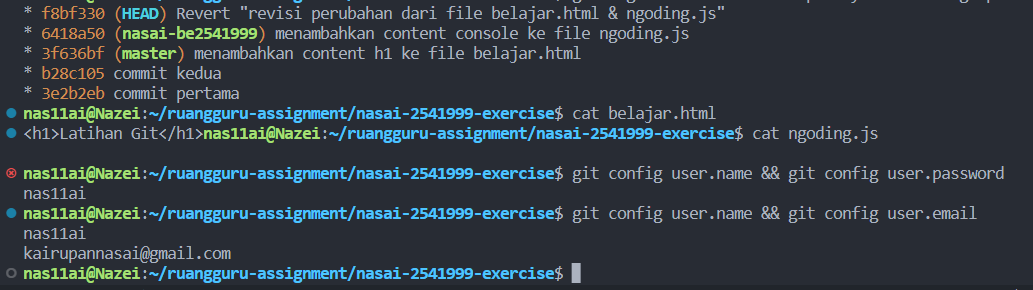 * f8bf330 (HEAD) Revert "revisi perubahan dari file belajar.html & ngoding.js"
* 6418a50 (nasai-be2541999) menambahkan content console ke file ngoding.js
* 3f636bf (master) menambahkan content h1 ke file belajar.html
* b28c105 commit kedua
* 3e2b2eb commit pertama
nas11ai@Nazei:~/ruangguru-assignment/nasai-2541999-exercise$ cat belajar.html
<h1>Latihan Git</h1>nas11ai@Nazei:~/ruangguru-assignment/nasai-2541999-exercise$ cat ngoding.js
nas11ai@Nazei:~/ruangguru-assignment/nasai-2541999-exercise$ git config user.name && git config user.password
nas11ai
nas11ai@Nazei:~/ruangguru-assignment/nasai-2541999-exercise$ git config user.name && git config user.email
nas11ai
kairupannasai@gmail.com
nas11ai@Nazei:~/ruangguru-assignment/nasai-2541999-exercise$